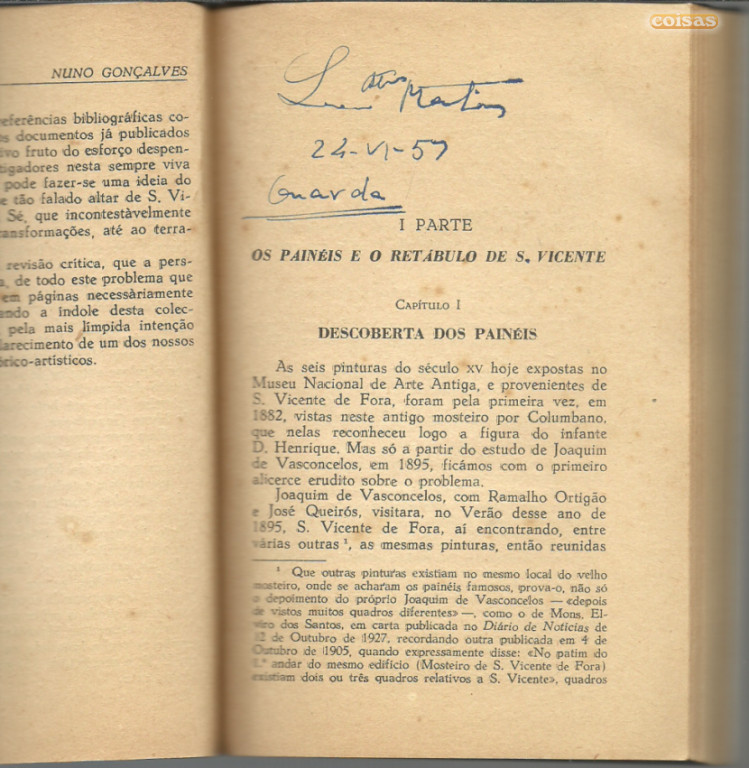 NUNO GONÇALVES
eferências bibliográficas co-
documentos já publicados
vo fruto do esforço despen-
tigadores nesta sempre viva
pode fazer-se uma ideia do
e tão falado altar de S. Vi-
Sé, que incontestàvelmente
ansformações, até ao terra-
revisão crítica, que a pers-
a, de todo este problema que
em páginas necessàriamente
ando a índole desta colec-
pela mais límpida intenção
larecimento de um dos nossos
órico-artísticos.
coisas
Martins
24-VI-57
Guarda
I PARTE
OS PAINÉIS E O RETÁBULO DE S. VICENTE
CAPÍTULO I
DESCOBERTA DOS PAINÉIS
As seis pinturas do século XV hoje expostas no
Museu Nacional de Arte Antiga, e provenientes de
S. Vicente de Fora, foram pela primeira vez, em
1882, vistas neste antigo mosteiro por Columbano,
que nelas reconheceu logo a figura do infante
D. Henrique. Mas só a partir do estudo de Joaquim
de Vasconcelos, em 1895, ficámos com o primeiro
alicerce erudito sobre o problema.
Joaquim de Vasconcelos, com Ramalho Ortigão
e José Queirós, visitara, no Verão desse ano de
1895, S. Vicente de Fora, aí encontrando, entre
várias outras ¹, as mesmas pinturas, então reunidas
¹ Que outras pinturas existiam no mesmo local do velho
mosteiro, onde se acharam os painéis famosos, prova-o, não só
o depoimento do próprio Joaquim de Vasconcelos — «depois
de vistos muitos quadros diferentes» —, como o de Mons. El-
viro dos Santos, em carta publicada no Diário de Notícias de
12 de Outubro de 1927, recordando outra publicada em 4 de
Outubro de 1905, quando expressamente disse: «No patim do
1.º andar do mesmo edifício (Mosteiro de S. Vicente de Fora)
existiam dois ou três quadros relativos a S. Vicente», quadros